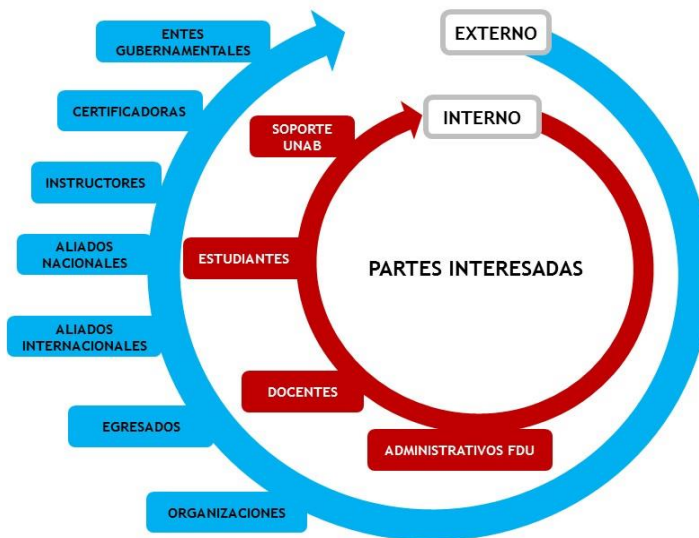 ENTES
GUBERNAMENTALES
EXTERNO
CERTIFICADORAS
INTERNO
SOPORTE
UNAB
INSTRUCTORES
ALIADOS
NACIONALES
ESTUDIANTES
PARTES INTERESADAS
ALIADOS
INTERNACIONALES
DOCENTES
EGRESADOS
ADMINISTRATIVOS FDU
ORGANIZACIONES